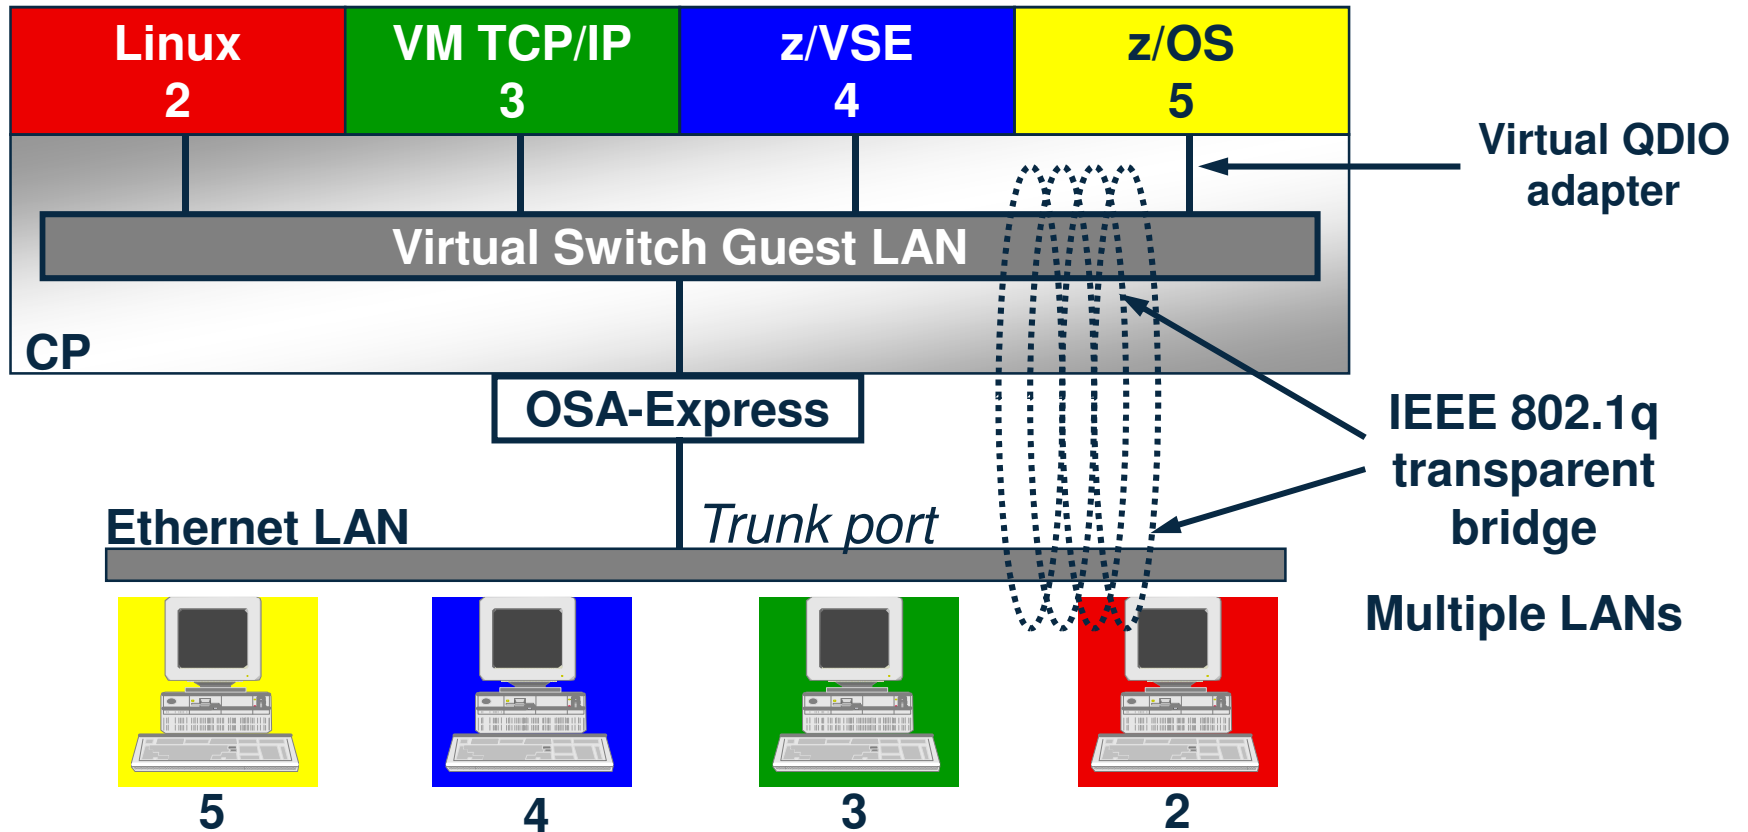 Linux
2
VM TCP/IP
3
z/VSE
4
z/OS
5
Virtual QDIO
adapter
Virtual Switch Guest LAN
CP
OSA-Express
IEEE 802.1q
transparent
bridge
Ethernet LAN
Trunk port
Multiple LANs
5
4
3
2